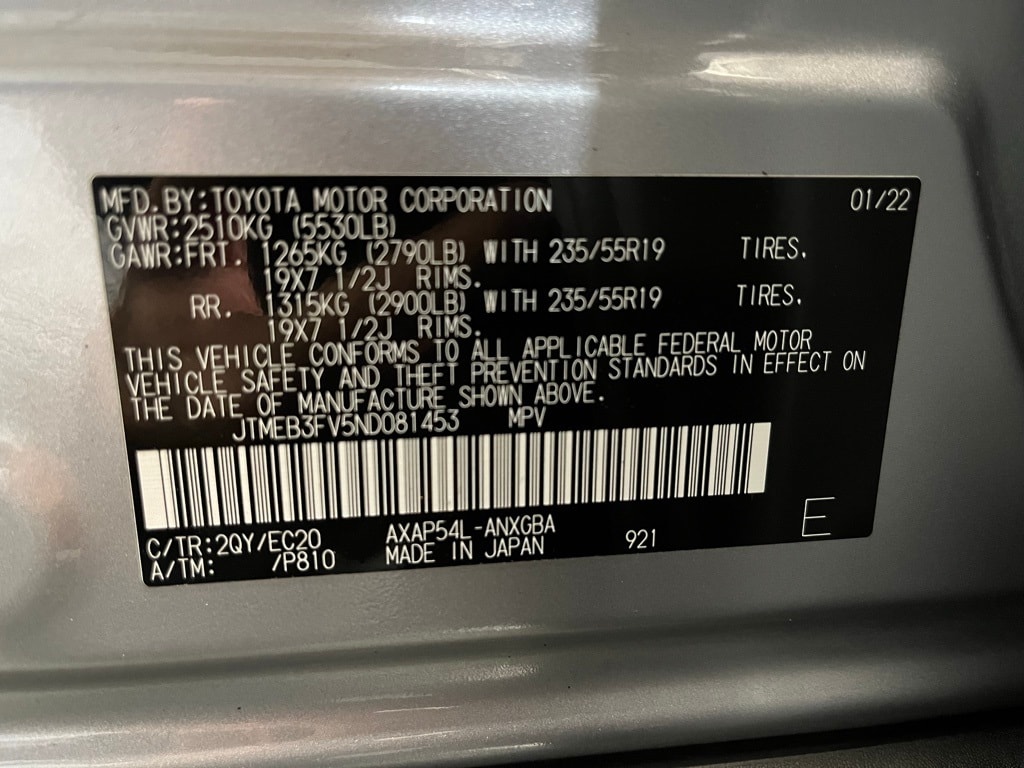 MFD. BY: TOYOTA MOTOR CORPORATION 01/22
GVWR:2510KG (5530LB)
GAWR:FRT. 1265KG (2790LB) WITH 235/55R19 TIRES.
19X7 1/2J RIMS.
RR. 1315KG (2900LB) WITH 235/55R19 TIRES.
19X7 1/2J RIMS.
THIS VEHICLE CONFORMS TO ALL APPLICABLE FEDERAL MOTOR
VEHICLE SAFETY AND THEFT PREVENTION STANDARDS IN EFFECT ON
THE DATE OF MANUFACTURE SHOWN ABOVE.
JTMEB3FV5ND081453 MPV
C/TR:2QY/EC20 AXAP54L-ANXGBA 921 E
A/TM: /P810 MADE IN JAPAN